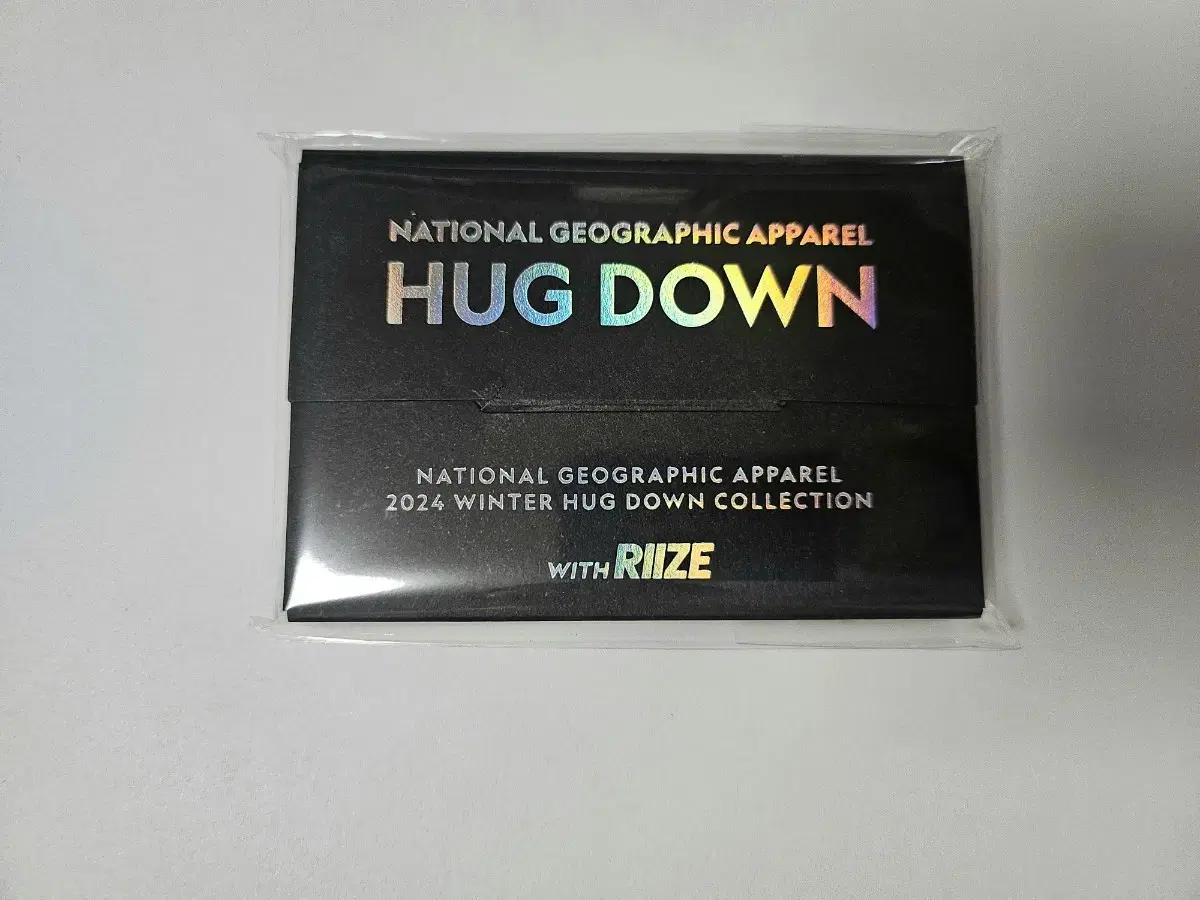 NATIONAL GEOGRAPHIC APPAREL
HUG DOWN
NATIONAL GEOGRAPHIC APPAREL
2024 WINTER HUG DOWN COLLECTION
WITH RIIZE